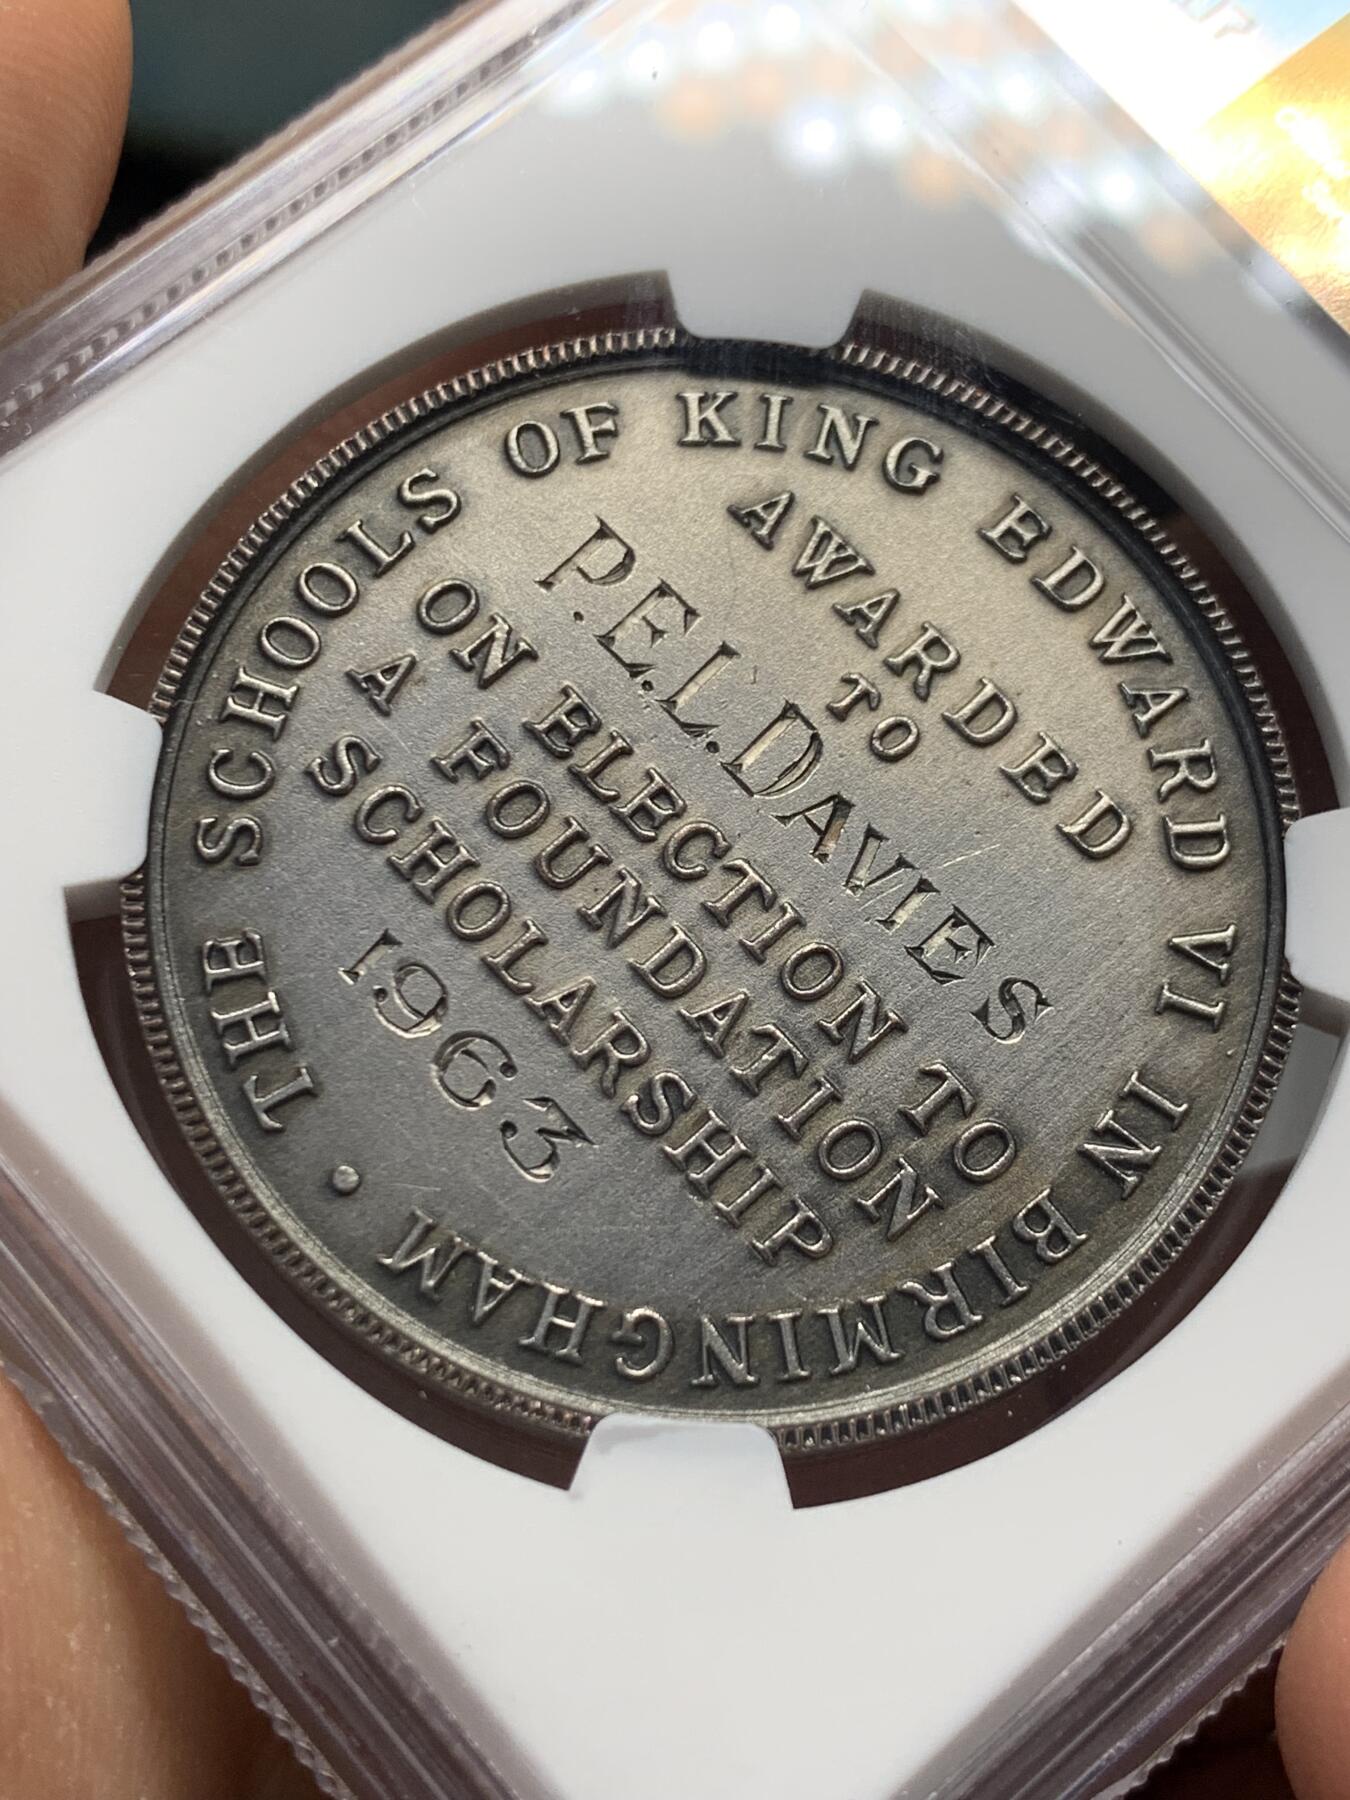 THE SCHOOLS OF KING EDWARD VI IN BIRMINGHAM ·
AWARDED
TO
P.E.L.DAVIES
ON ELECTION TO
A FOUNDATION
SCHOLARSHIP
1963